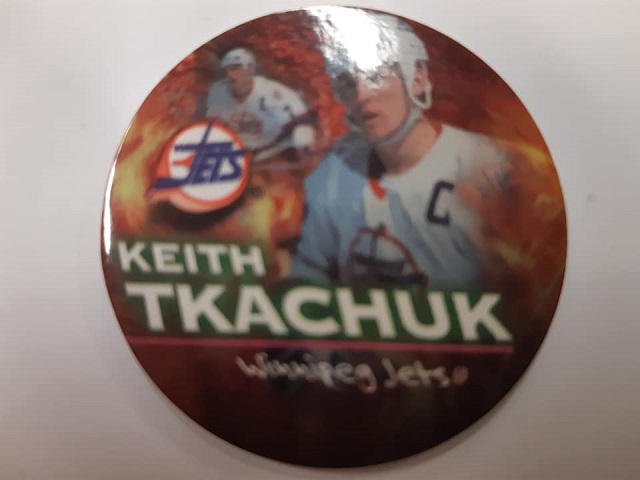 JETS
C
KEITH
TKACHUK
Winnipeg Jets